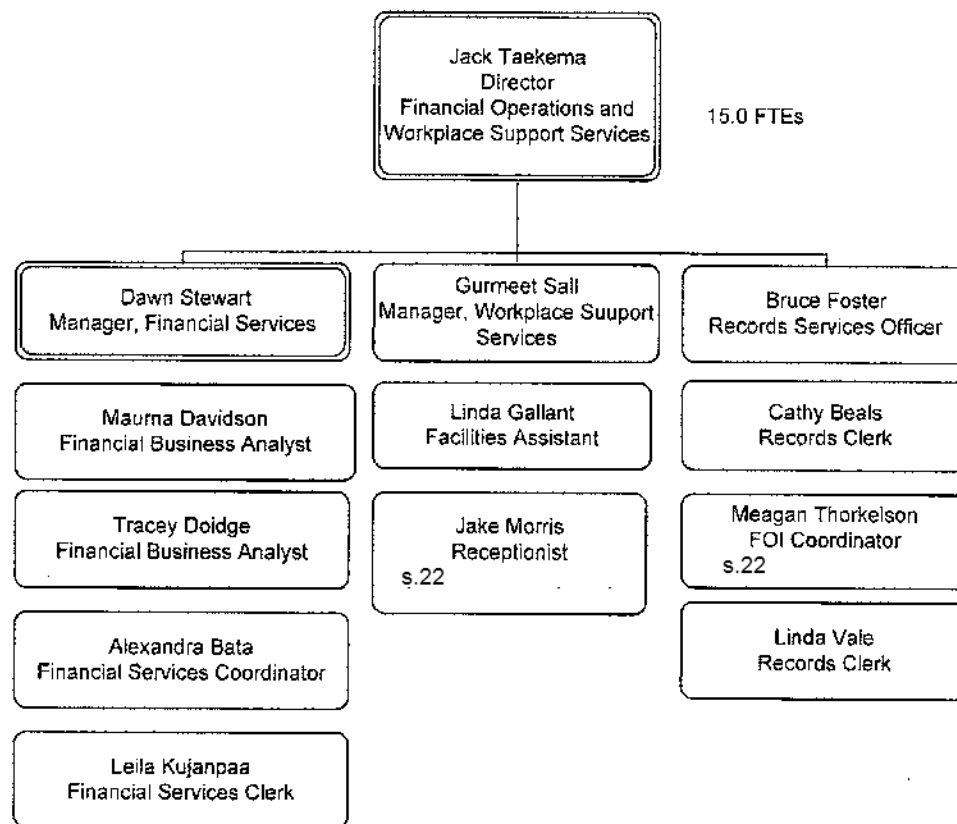 Jack Taekema
Director
Financial Operations and
Workplace Support Services
15.0 FTEs
Dawn Stewart
Manager, Financial Services
Maurna Davidson
Financial Business Analyst
Tracey Doidge
Financial Business Analyst
Alexandra Bata
Financial Services Coordinator
Leila Kujanpaa
Financial Services Clerk
Gurmeet Sall
Manager, Workplace Suuport
Services
Linda Gallant
Facilities Assistant
Jake Morris
Receptionist
s.22
Bruce Foster
Records Services Officer
Cathy Beals
Records Clerk
Meagan Thorkelson
FOI Coordinator
s.22
Linda Vale
Records Clerk